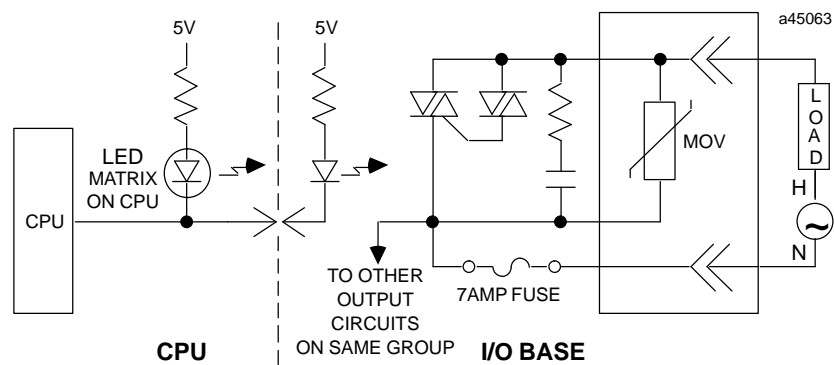 a45063
5V
5V
LED
MATRIX
ON CPU
CPU
MOV
LOAD
H
N
~
TO OTHER
OUTPUT
CIRCUITS
ON SAME GROUP
7AMP FUSE
CPU
I/O BASE